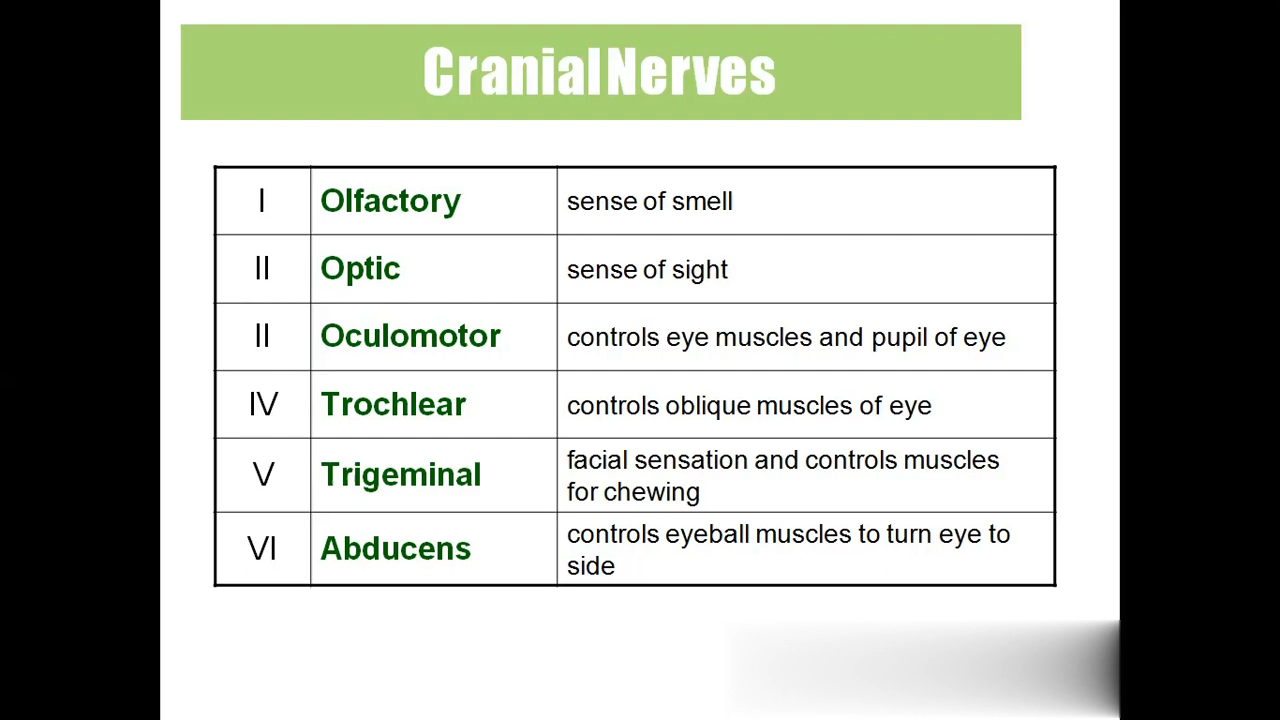 Cranial Nerves
I Olfactory sense of smell
II Optic sense of sight
II Oculomotor controls eye muscles and pupil of eye
IV Trochlear controls oblique muscles of eye
V Trigeminal facial sensation and controls muscles
for chewing
VI Abducens controls eyeball muscles to turn eye to
side